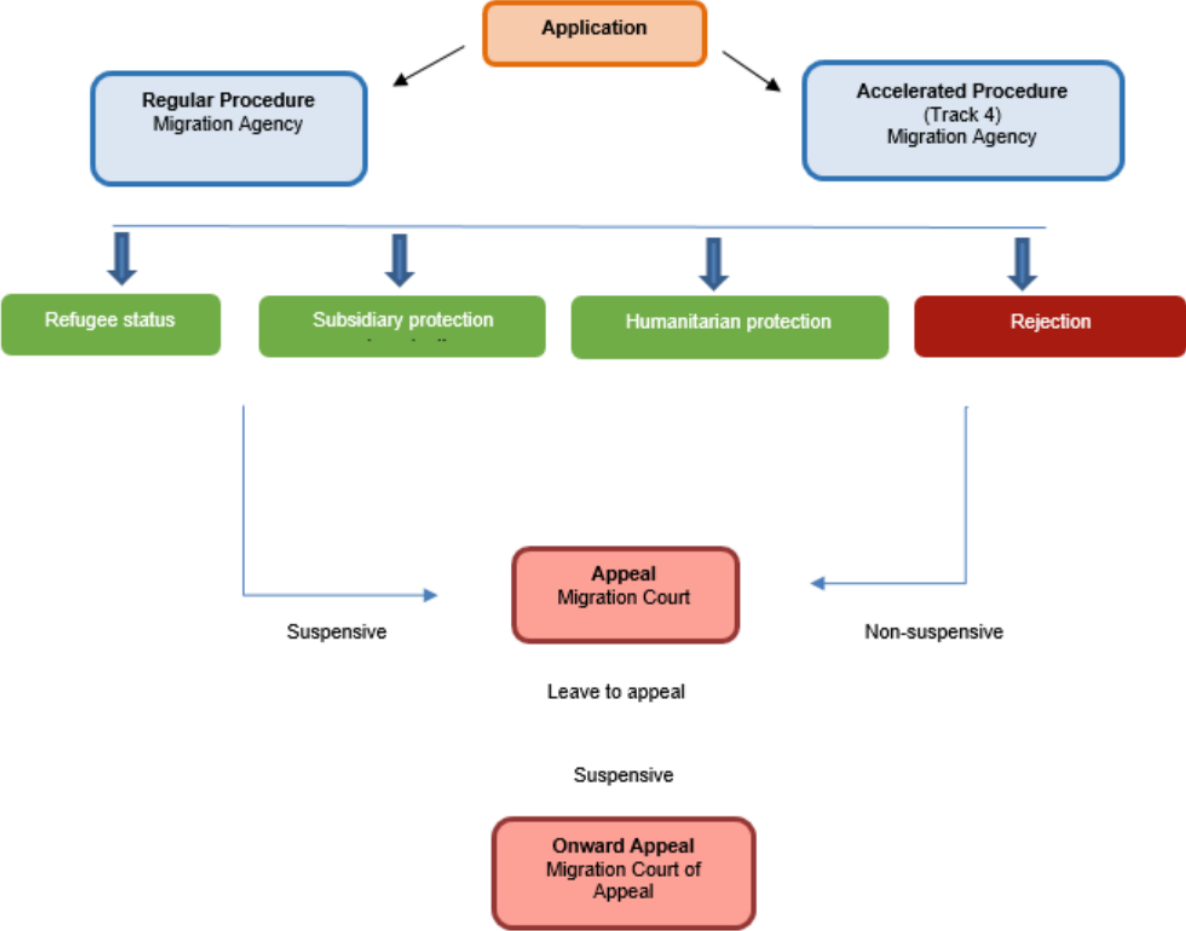 Application
Regular Procedure
Migration Agency
Accelerated Procedure
(Track 4)
Migration Agency
Refugee status
Subsidiary protection
Humanitarian protection
Rejection
Appeal
Migration Court
Suspensive
Non-suspensive
Leave to appeal
Suspensive
Onward Appeal
Migration Court of
Appeal